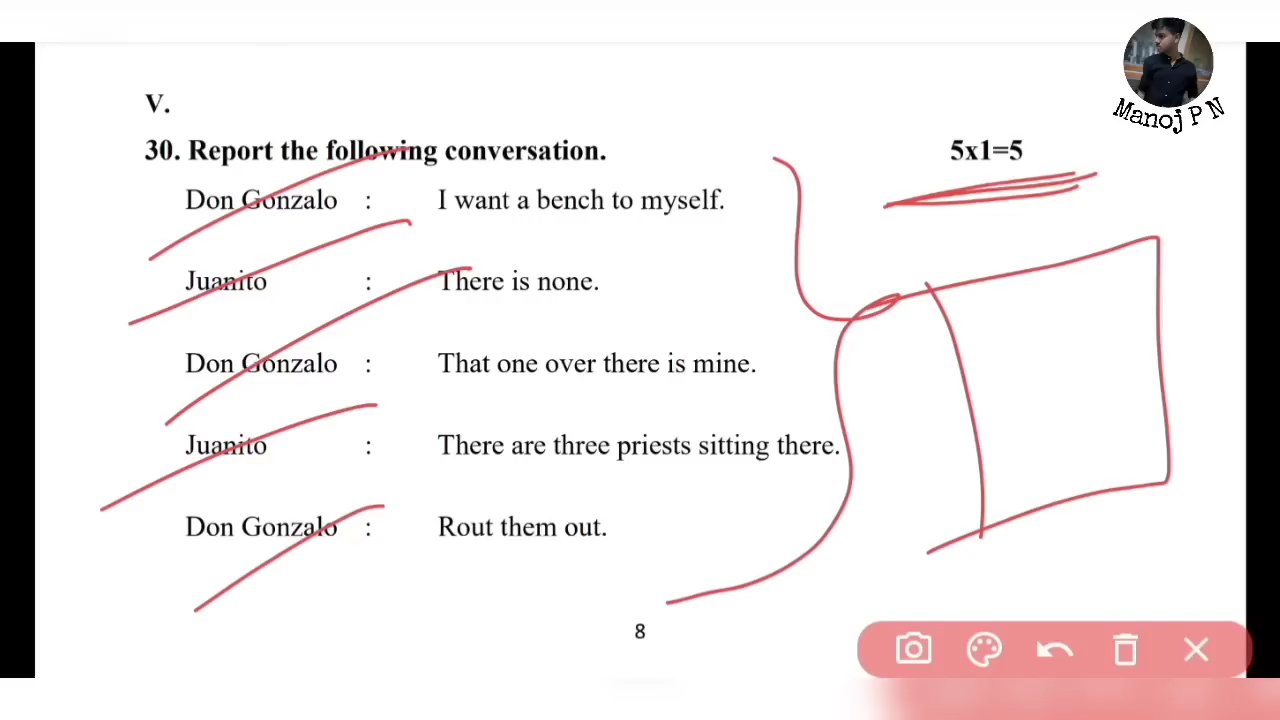 Manoj P N
V.
30. Report the following conversation. 5x1=5
Don Gonzalo : I want a bench to myself.
Juanito : There is none.
Don Gonzalo : That one over there is mine.
Juanito : There are three priests sitting there.
Don Gonzalo : Rout them out.
8